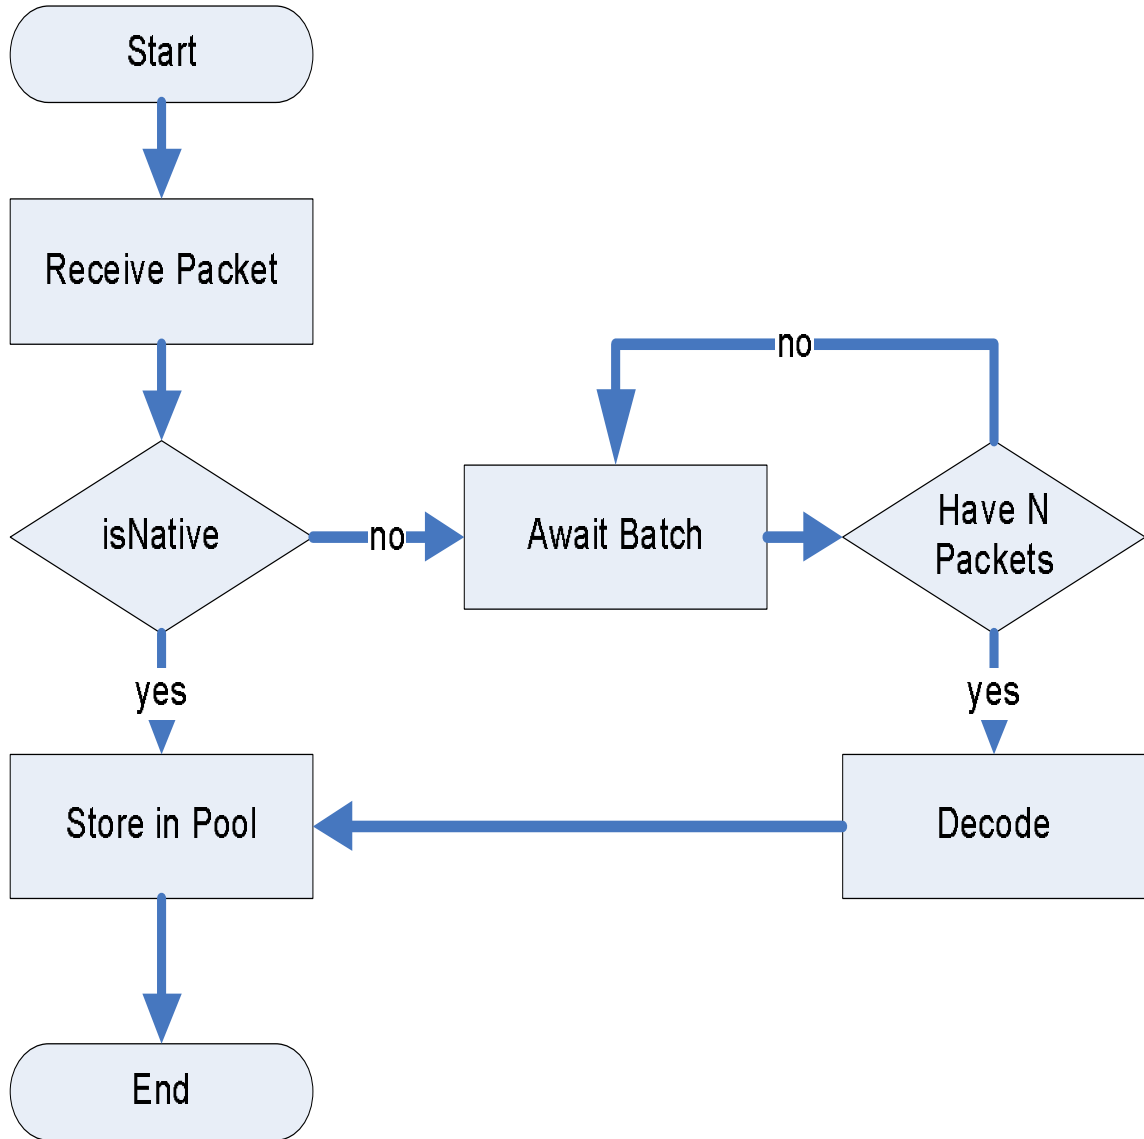 Start
Receive Packet
no
isNative
no
Await Batch
Have N
Packets
yes
yes
Store in Pool
Decode
End